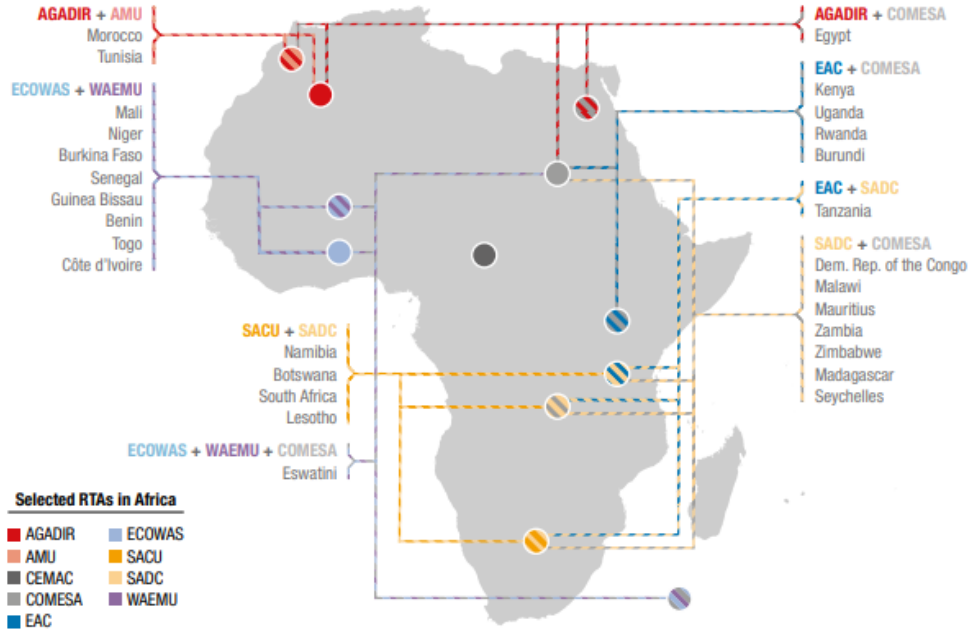 AGADIR + AMU
Morocco
Tunisia
ECOWAS + WAEMU
Mali
Niger
Burkina Faso
Senegal
Guinea Bissau
Benin
Togo
Côte d'Ivoire
SACU + SADC
Namibia
Botswana
South Africa
Lesotho
ECOWAS + WAEMU + COMESA
Eswatini
AGADIR + COMESA
Egypt
EAC + COMESA
Kenya
Uganda
Rwanda
Burundi
EAC + SADC
Tanzania
SADC + COMESA
Dem. Rep. of the Congo
Malawi
Mauritius
Zambia
Zimbabwe
Madagascar
Seychelles
Selected RTAs in Africa
AGADIR
AMU
CEMAC
COMESA
EAC
ECOWAS
SACU
SADC
WAEMU